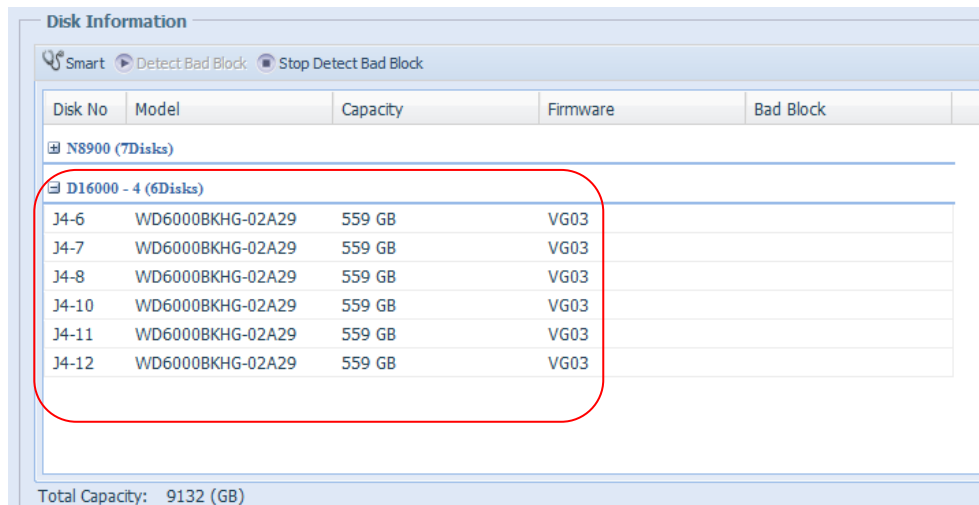 Disk Information
Smart Detect Bad Block Stop Detect Bad Block
Disk No Model Capacity Firmware Bad Block
N8900 (7Disks)
D16000 - 4 (6Disks)
J4-6 WD6000BKHG-02A29 559 GB VG03
J4-7 WD6000BKHG-02A29 559 GB VG03
J4-8 WD6000BKHG-02A29 559 GB VG03
J4-10 WD6000BKHG-02A29 559 GB VG03
J4-11 WD6000BKHG-02A29 559 GB VG03
J4-12 WD6000BKHG-02A29 559 GB VG03
Total Capacity: 9132 (GB)